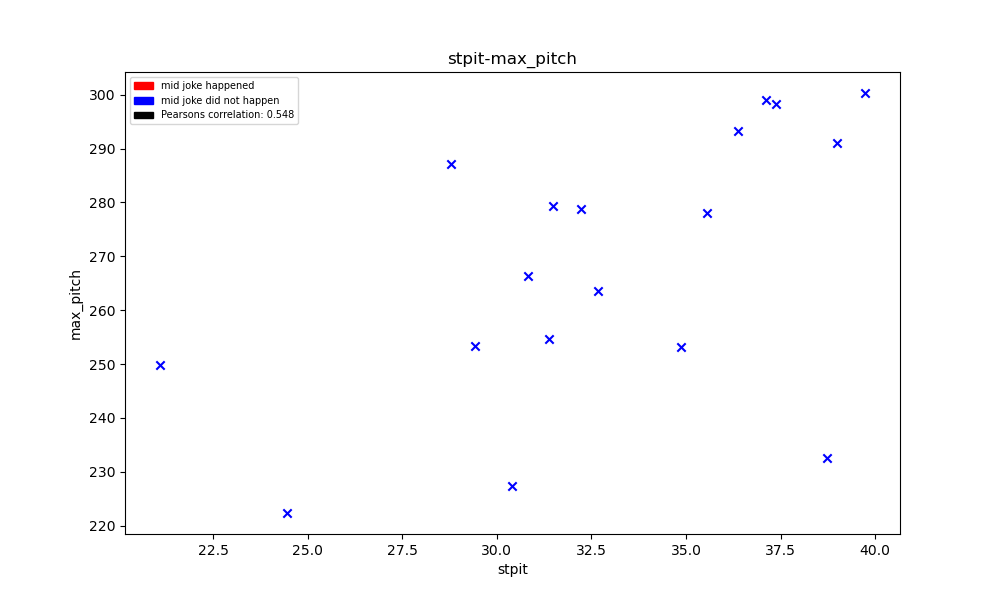 stpit-max_pitch
mid joke happened
mid joke did not happen
Pearsons correlation: 0.548
300
290
280
270
260
250
240
230
220
max_pitch
22.5 25.0 27.5 30.0 32.5 35.0 37.5 40.0
stpit